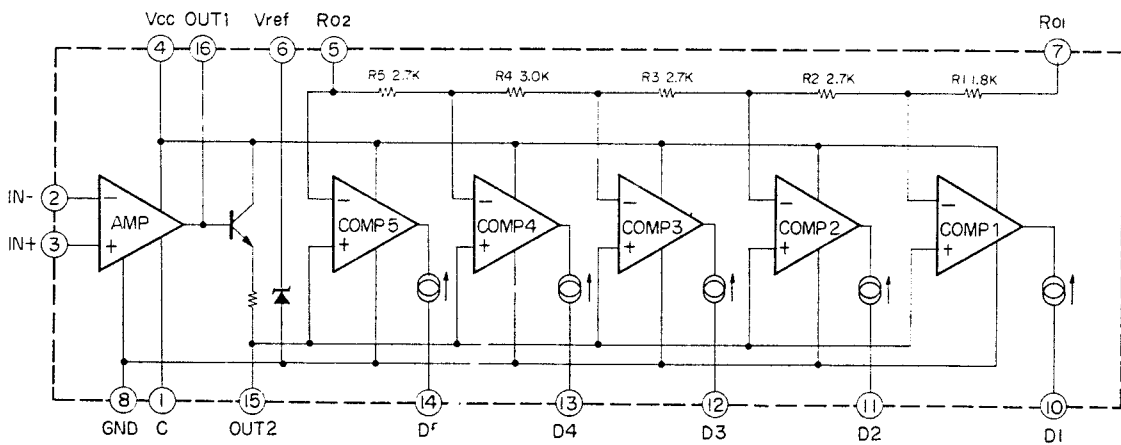 Vcc OUT1 Vref RO2 RO1
4 16 6 5 7
R5 2.7K R4 3.0K R3 2.7K R2 2.7K R1 1.8K
IN- 2 - AMP
IN+ 3 +
- COMP5 +
- COMP4 +
- COMP3 +
- COMP2 +
- COMP1 +
8 1 15 14 13 12 11 10
GND C OUT2 D4 D3 D2 D1